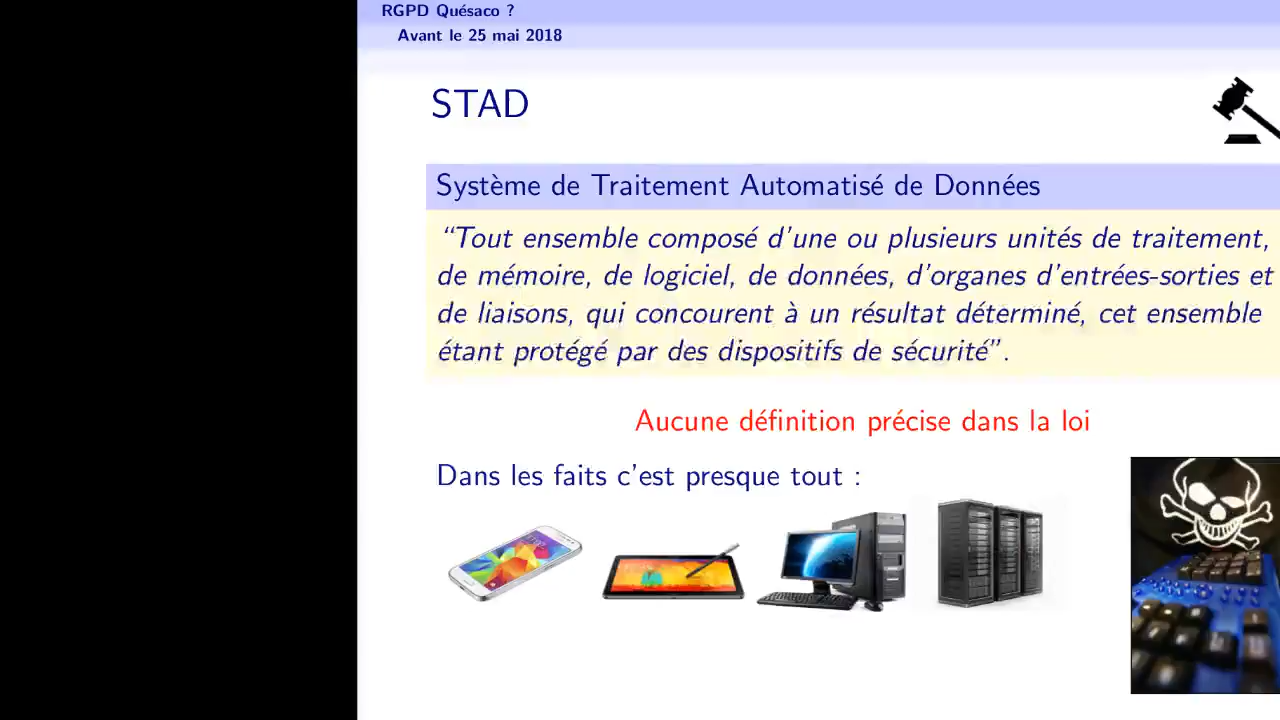 RGPD Quésaco ?
Avant le 25 mai 2018
STAD
Système de Traitement Automatisé de Données
“Tout ensemble composé d’une ou plusieurs unités de traitement,
de mémoire, de logiciel, de données, d’organes d’entrées-sorties et
de liaisons, qui concourent à un résultat déterminé, cet ensemble
étant protégé par des dispositifs de sécurité”.
Aucune définition précise dans la loi
Dans les faits c’est presque tout :